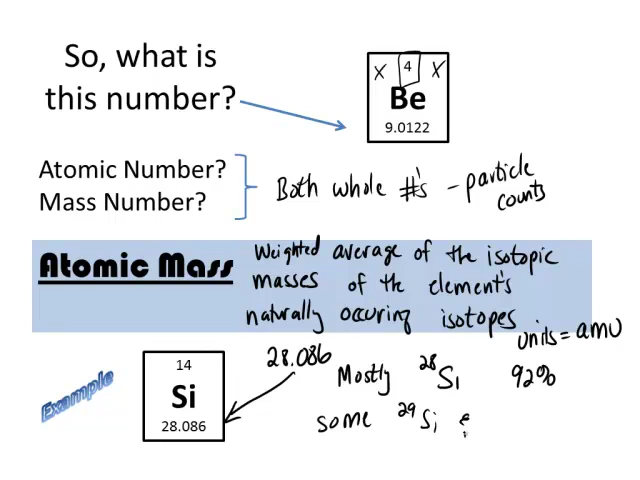 So, what is
this number?
X 4 X
Be
9.0122
Atomic Number?
Mass Number?
Both whole #'s - particle
counts
Atomic Mass
Weighted average of the isotopic
masses of the element's
naturally occuring isotopes
units = amu
Example
14
Si
28.086
28.086
Mostly ²⁸Si 92%
some ²⁹Si